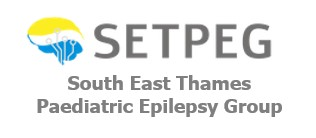 SETPEG
South East Thames
Paediatric Epilepsy Group